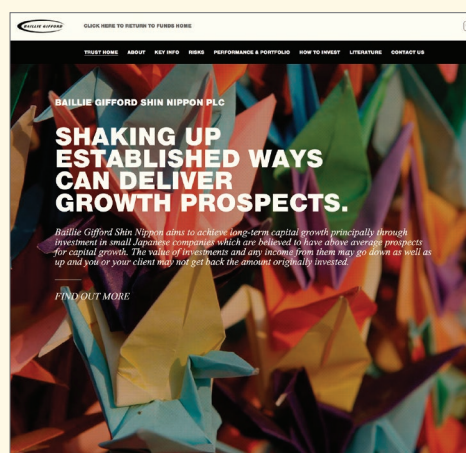 BAILLIE GIFFORD
CLICK HERE TO RETURN TO FUNDS HOME
TRUST HOME ABOUT KEY INFO RISKS PERFORMANCE & PORTFOLIO HOW TO INVEST LITERATURE CONTACT US
BAILLIE GIFFORD SHIN NIPPON PLC
SHAKING UP
ESTABLISHED WAYS
CAN DELIVER
GROWTH PROSPECTS.
Baillie Gifford Shin Nippon aims to achieve long-term capital growth principally through
investment in small Japanese companies which are believed to have above average prospects
for capital growth. The value of investments and any income from them may go down as well as
up and you or your client may not get back the amount originally invested.
FIND OUT MORE